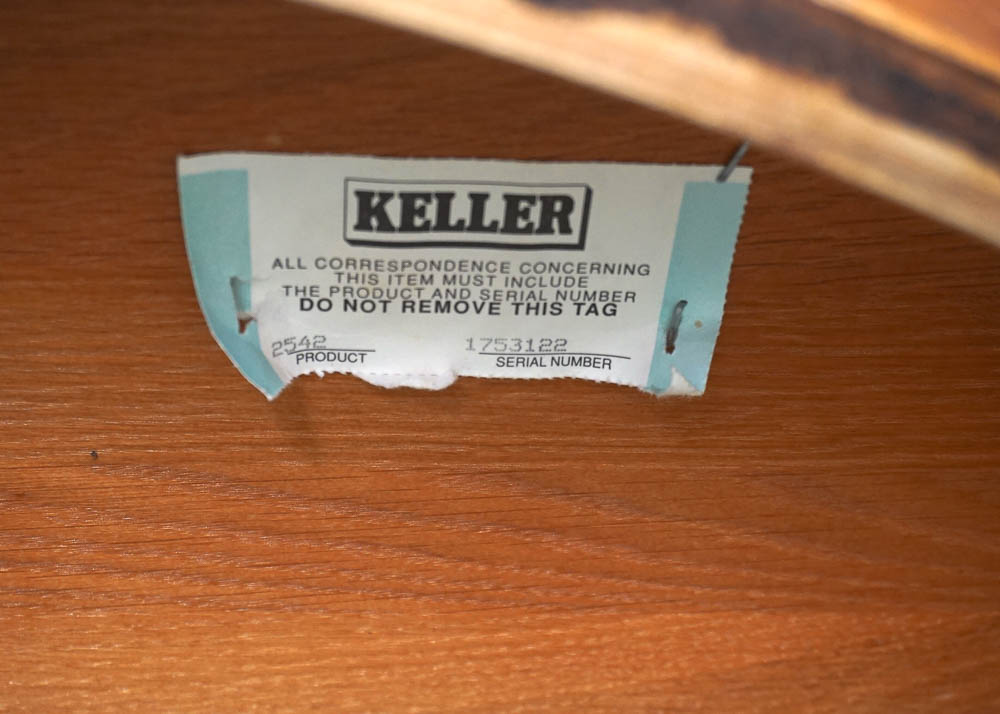 KELLER
ALL CORRESPONDENCE CONCERNING
THIS ITEM MUST INCLUDE
THE PRODUCT AND SERIAL NUMBER
DO NOT REMOVE THIS TAG
2542 1753122
PRODUCT SERIAL NUMBER